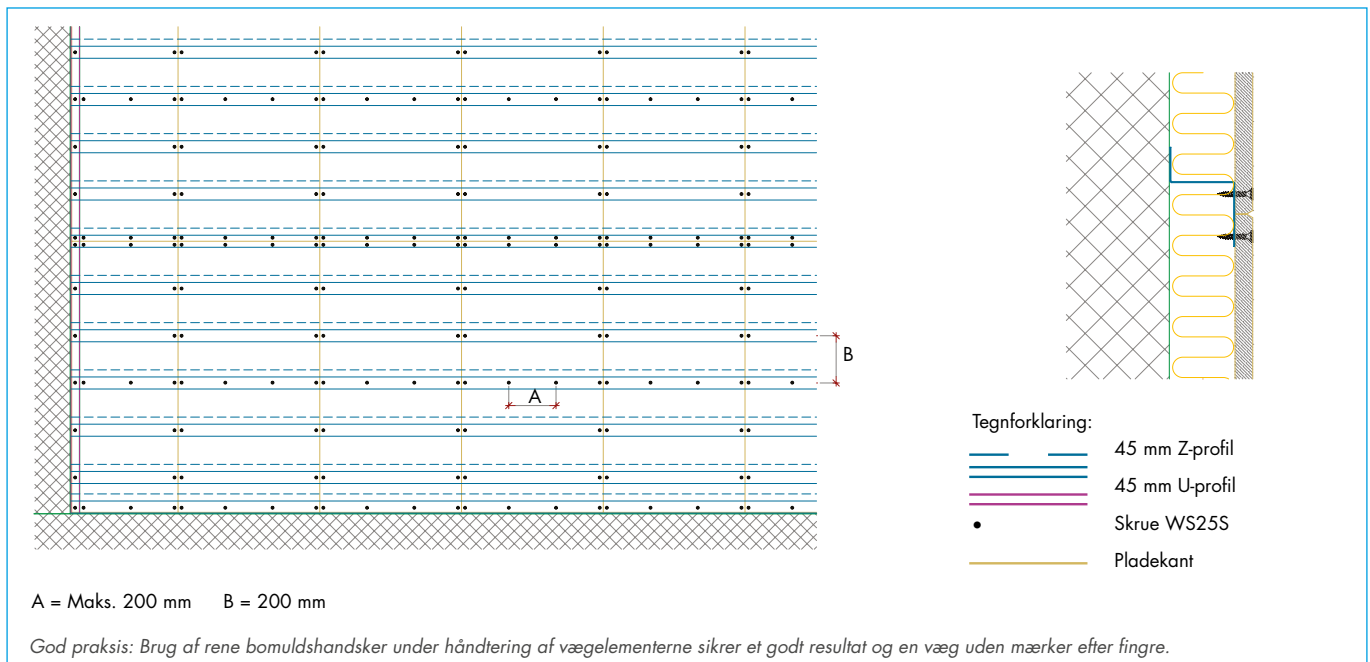 B
A
Tegnforklaring:
45 mm Z-profil
45 mm U-profil
Skrue WS25S
Pladekant
A = Maks. 200 mm B = 200 mm
God praksis: Brug af rene bomuldshandsker under håndtering af vægelementerne sikrer et godt resultat og en væg uden mærker efter fingre.